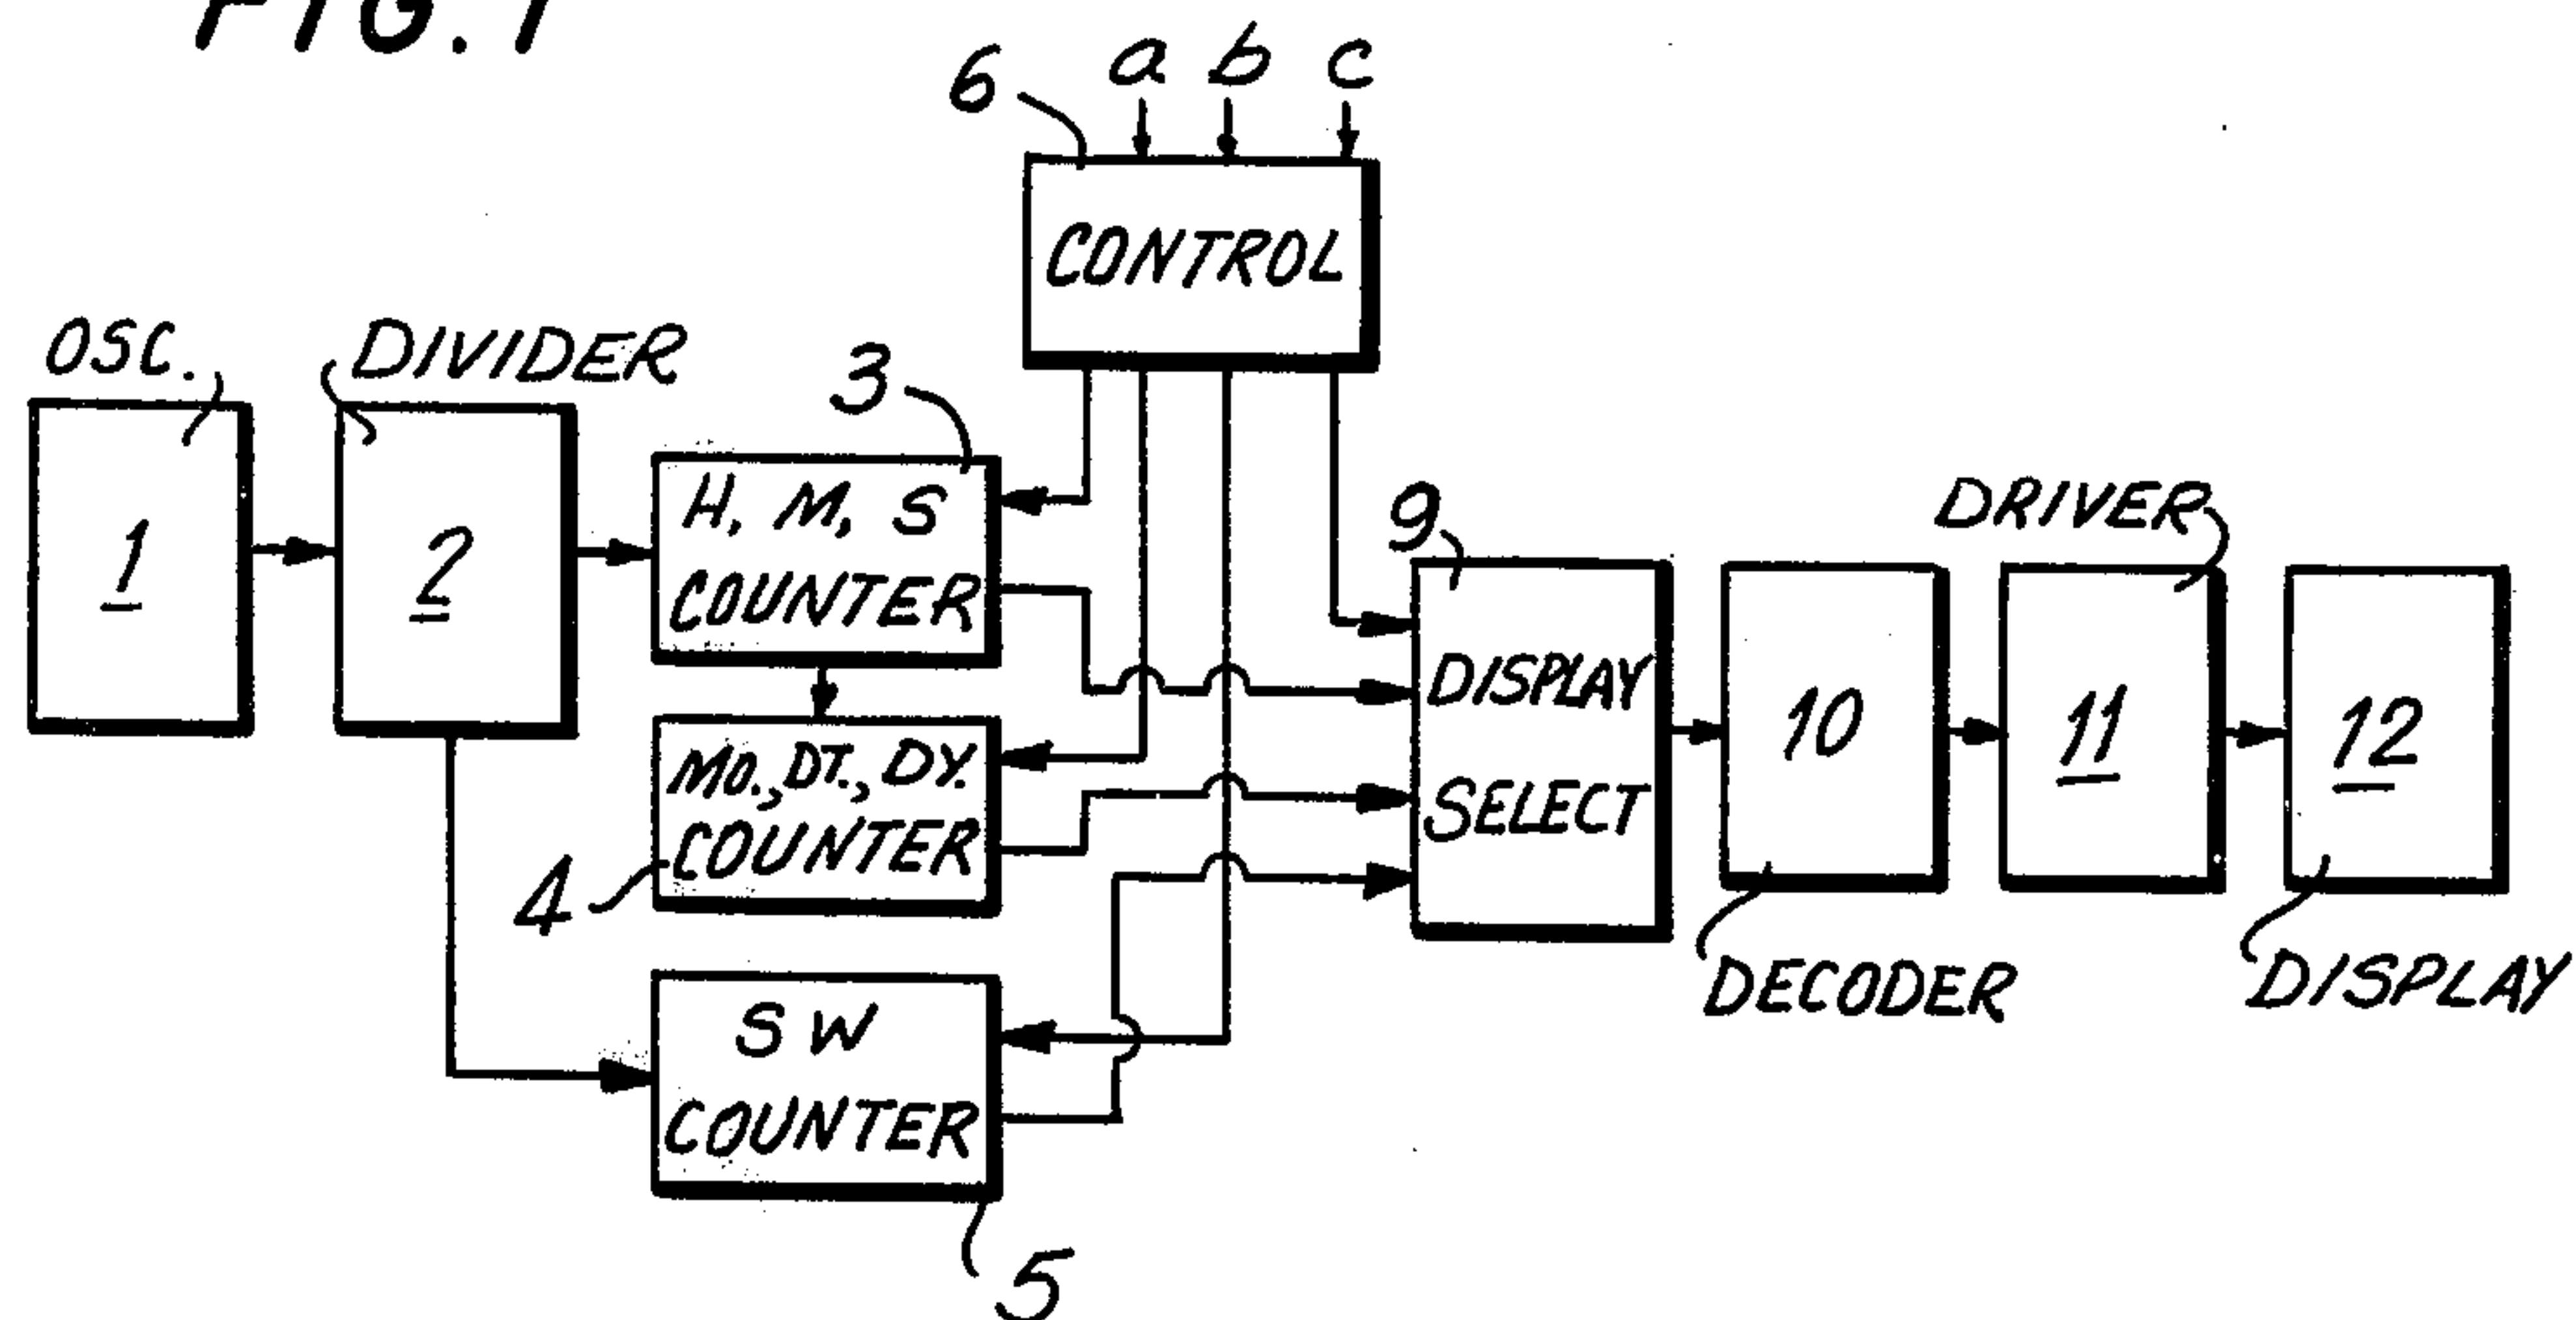 FIG. 1
a b c
6
CONTROL
OSC.
DIVIDER
3
1
2
H, M, S
COUNTER
9
DRIVER
DISPLAY
SELECT
10
11
12
MO., DT., DY.
COUNTER
4
DECODER
DISPLAY
SW
COUNTER
5